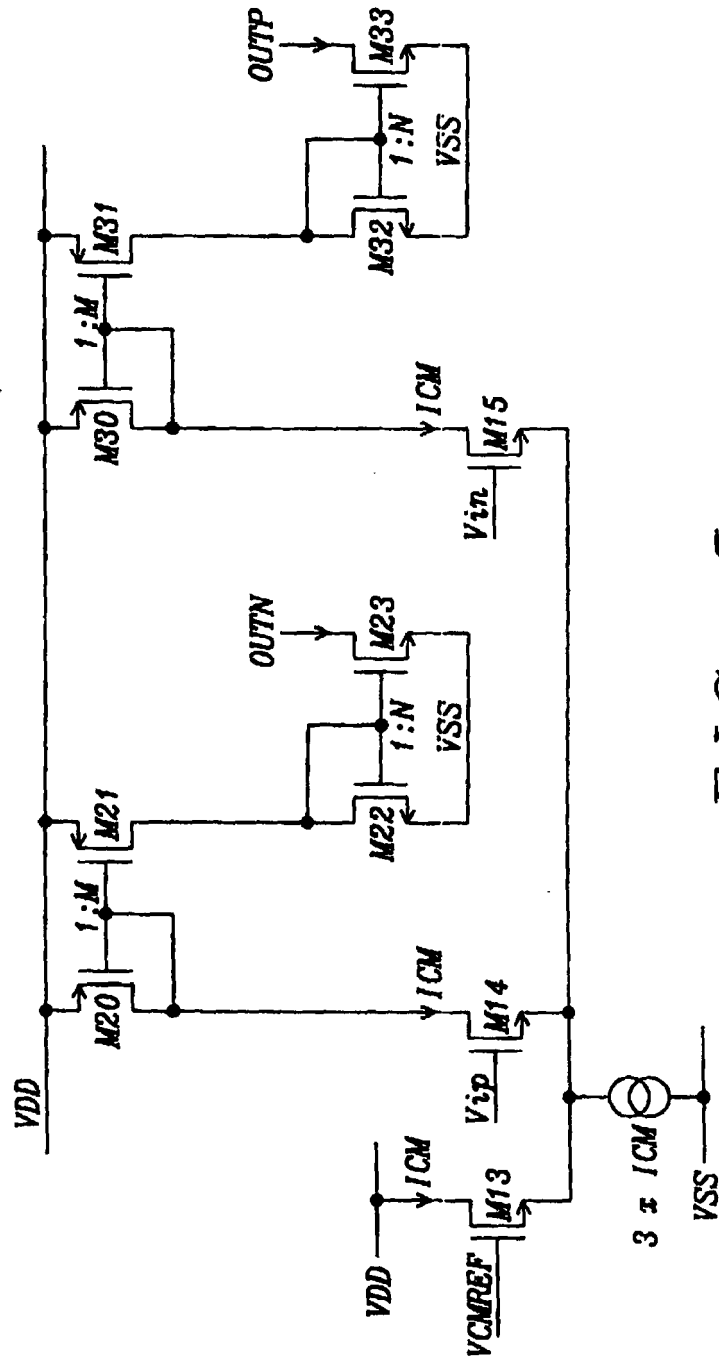 VDD
M20
1:M
M21
M30
1:M
M31
OUTN
OUTP
M22
1:N
M23
VSS
M32
1:N
M33
VSS
VDD
ICM
ICM
ICM
VCMREF
M13
Vip
M14
Vin
M15
3 x ICM
VSS